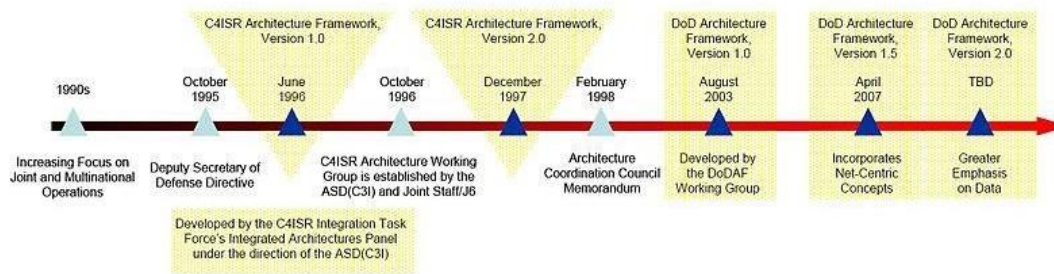 C4ISR Architecture Framework,
Version 1.0
C4ISR Architecture Framework,
Version 2.0
DoD Architecture
Framework,
Version 1.0
DoD Architecture
Framework,
Version 1.5
DoD Architecture
Framework,
Version 2.0
1990s
October
1995
June
1996
October
1996
December
1997
February
1998
August
2003
April
2007
TBD
Increasing Focus on
Joint and Multinational
Operations
Deputy Secretary of
Defense Directive
C4ISR Architecture Working
Group is established by the
ASD(C3I) and Joint Staff/J6
Architecture
Coordination Council
Memorandum
Developed by
the DoDAF
Working Group
Incorporates
Net-Centric
Concepts
Greater
Emphasis
on Data
Developed by the C4ISR Integration Task
Force's Integrated Architectures Panel
under the direction of the ASD(C3I)